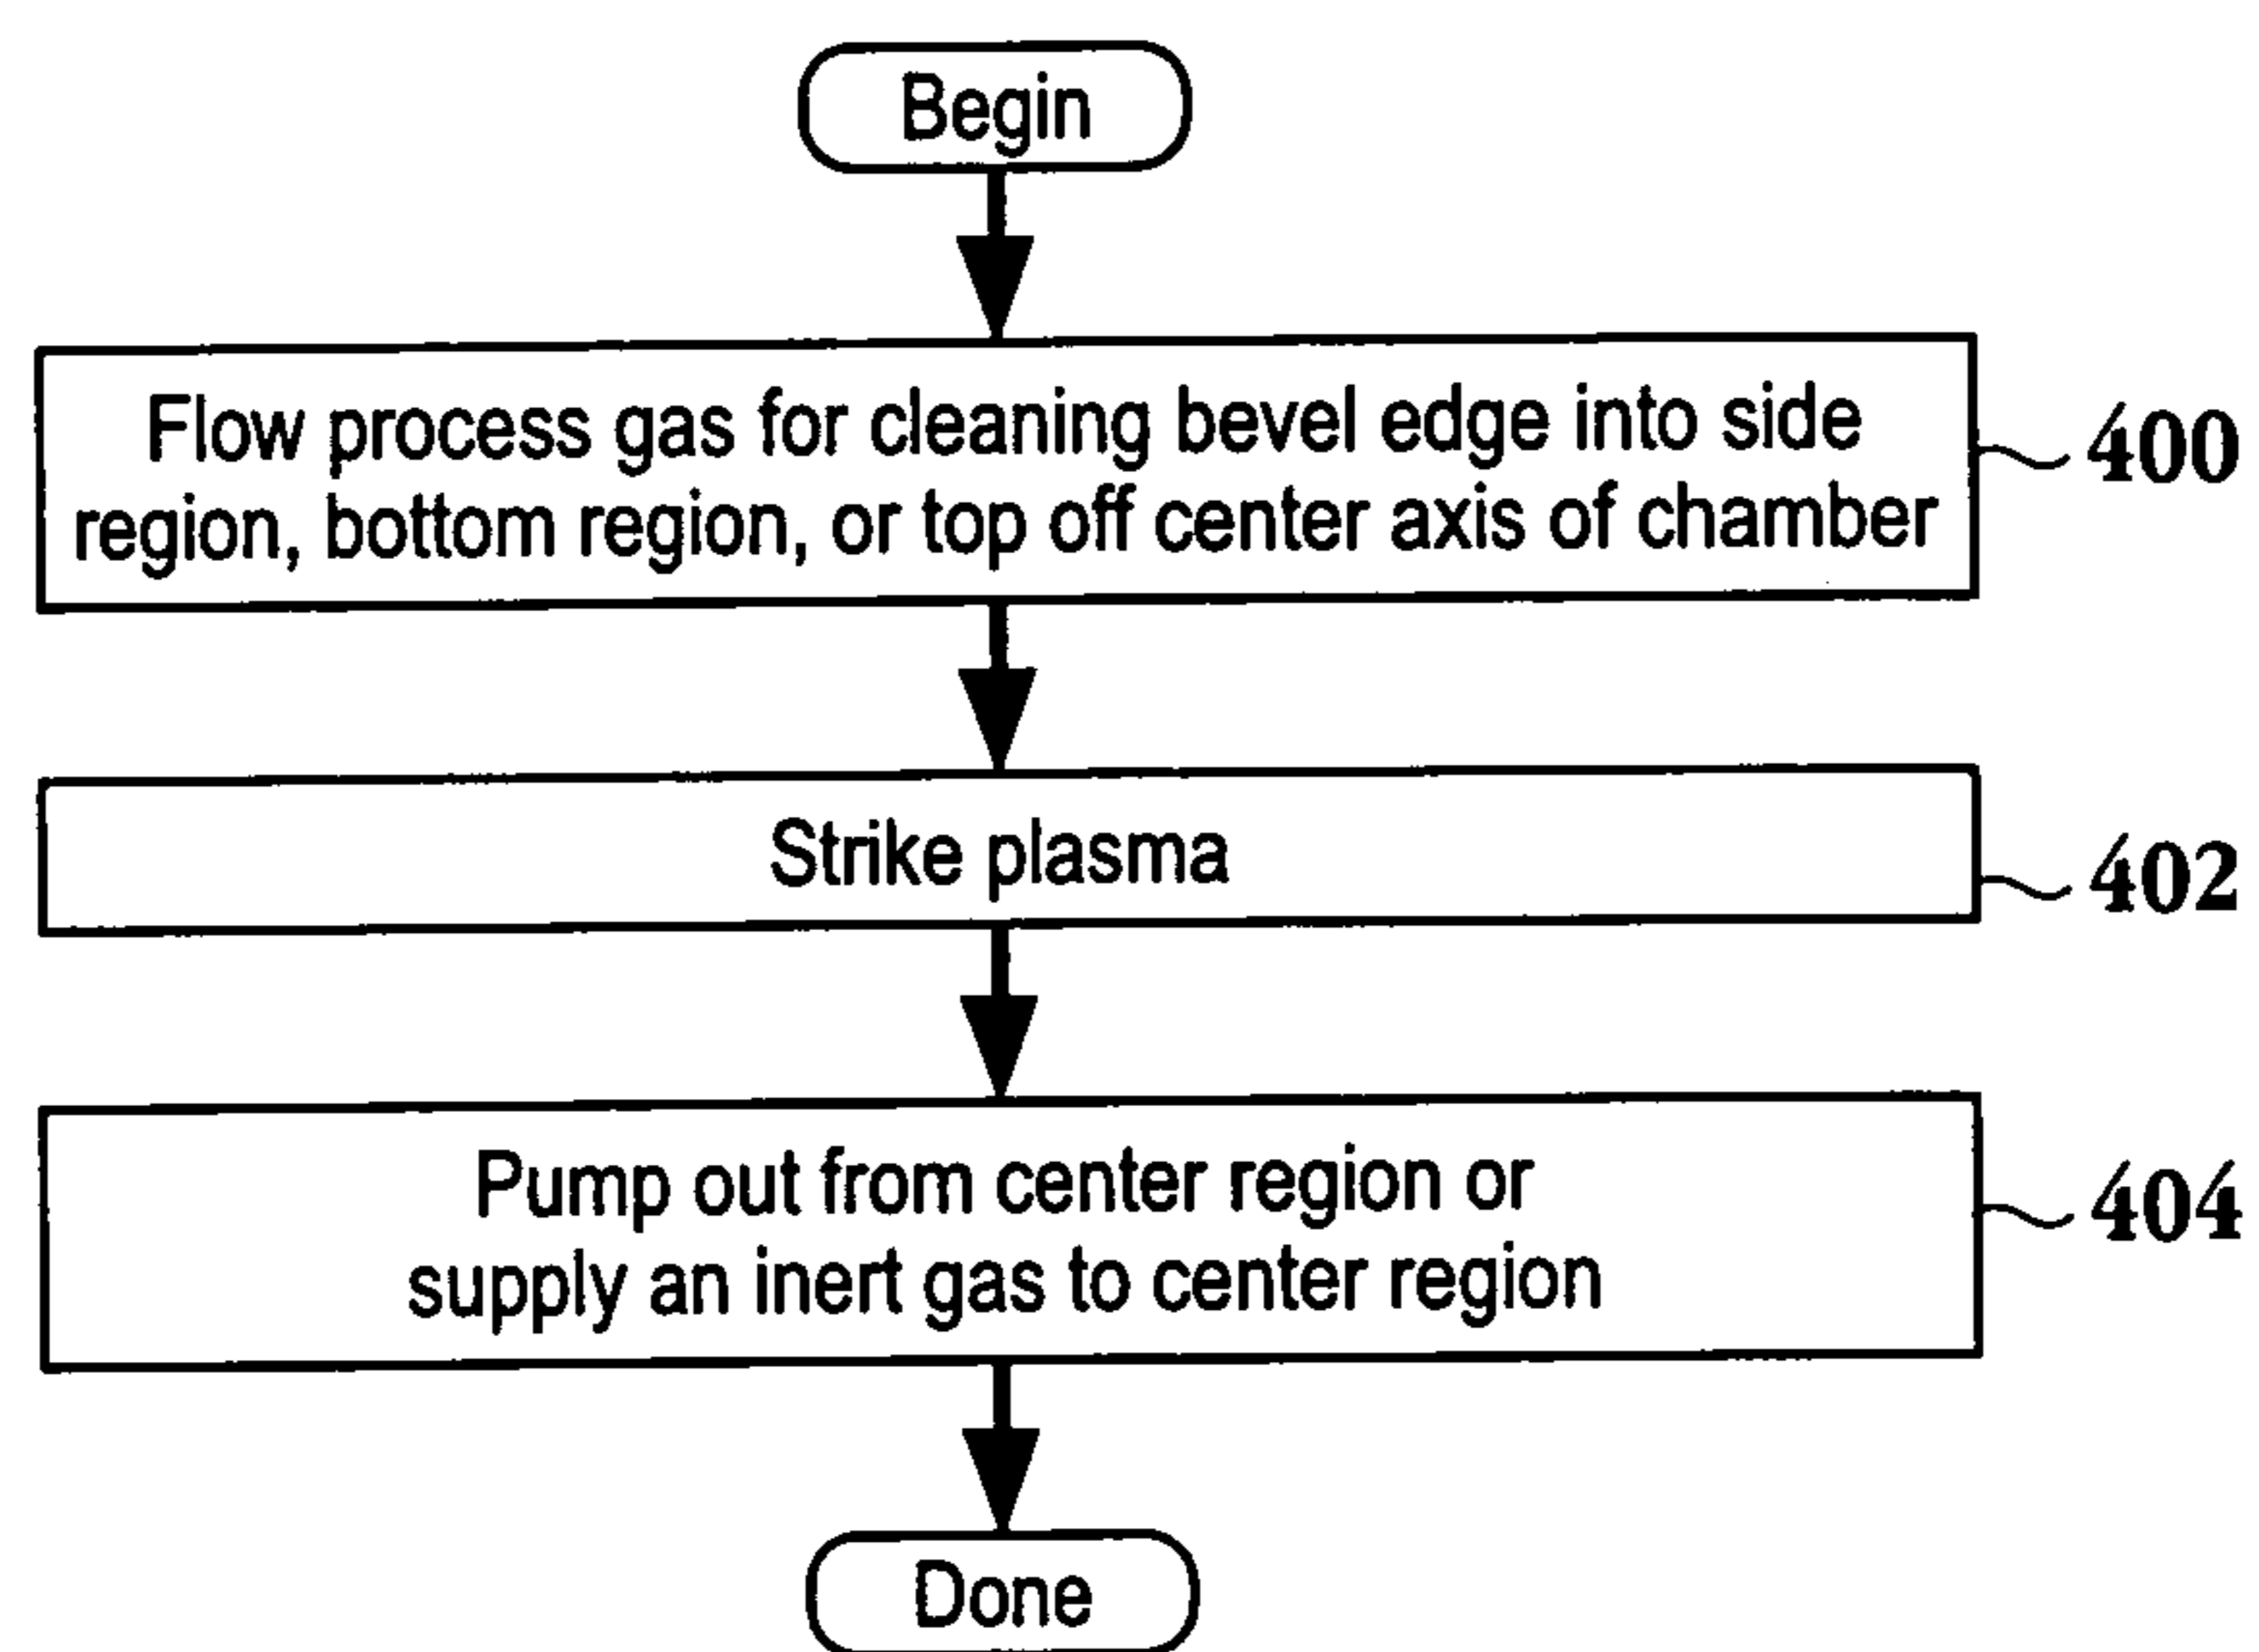 Begin
Flow process gas for cleaning bevel edge into side
region, bottom region, or top off center axis of chamber
400
Strike plasma
402
Pump out from center region or
supply an inert gas to center region
404
Done